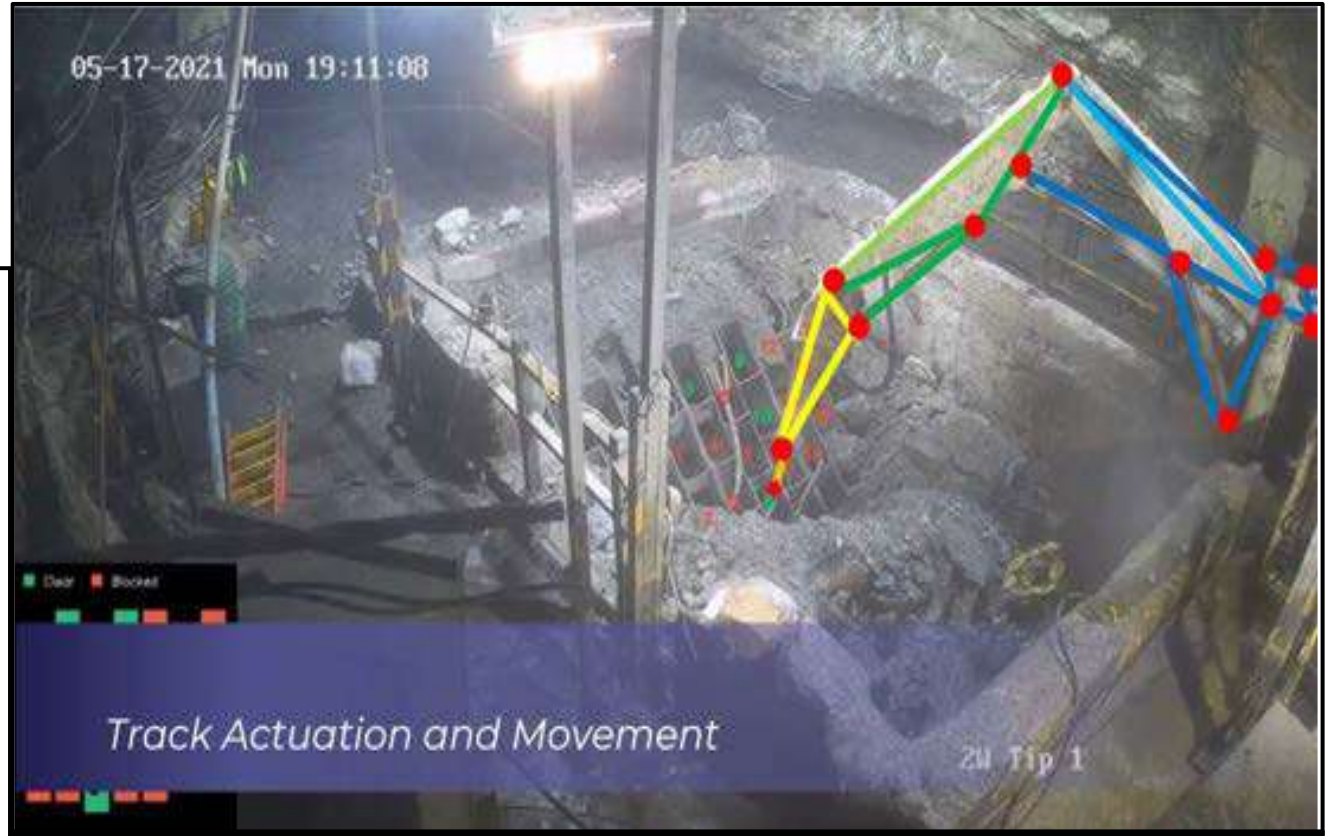 05-17-2021 Mon 19:11:08
Clear Blocked
Track Actuation and Movement
2W Tip 1